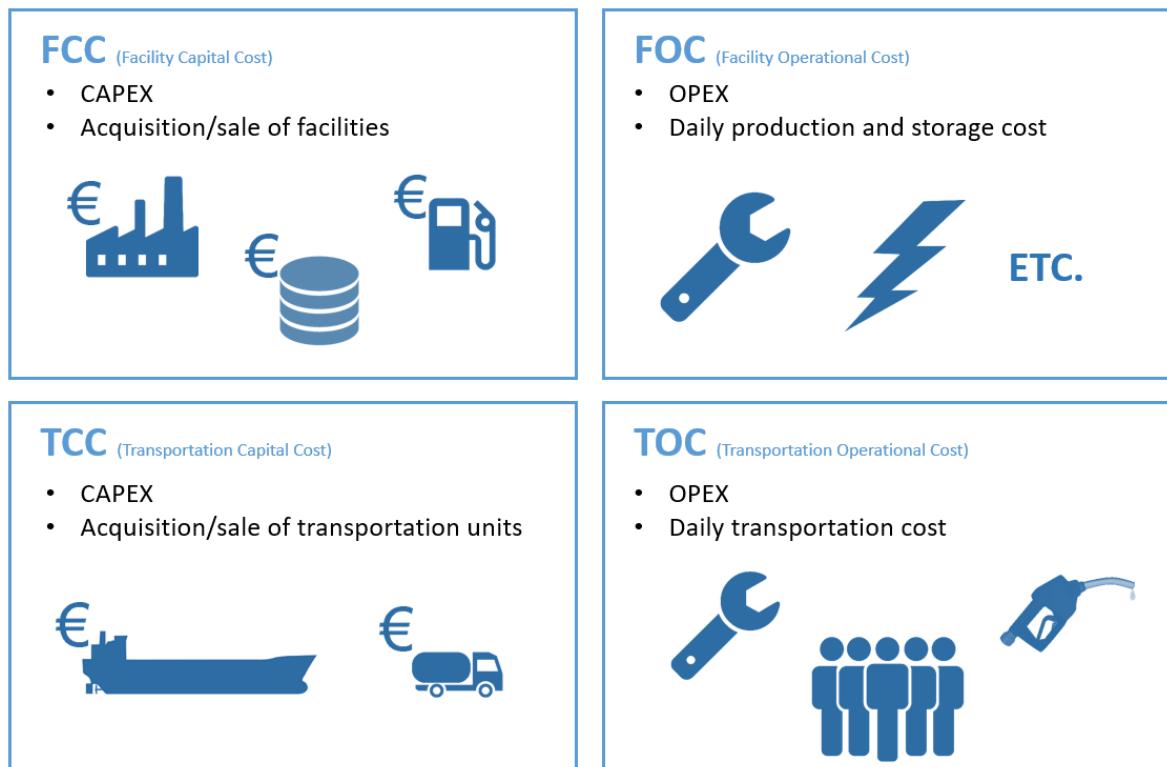 FCC (Facility Capital Cost)
• CAPEX
• Acquisition/sale of facilities
€
€
€
FOC (Facility Operational Cost)
• OPEX
• Daily production and storage cost
ETC.
TCC (Transportation Capital Cost)
• CAPEX
• Acquisition/sale of transportation units
€
€
TOC (Transportation Operational Cost)
• OPEX
• Daily transportation cost